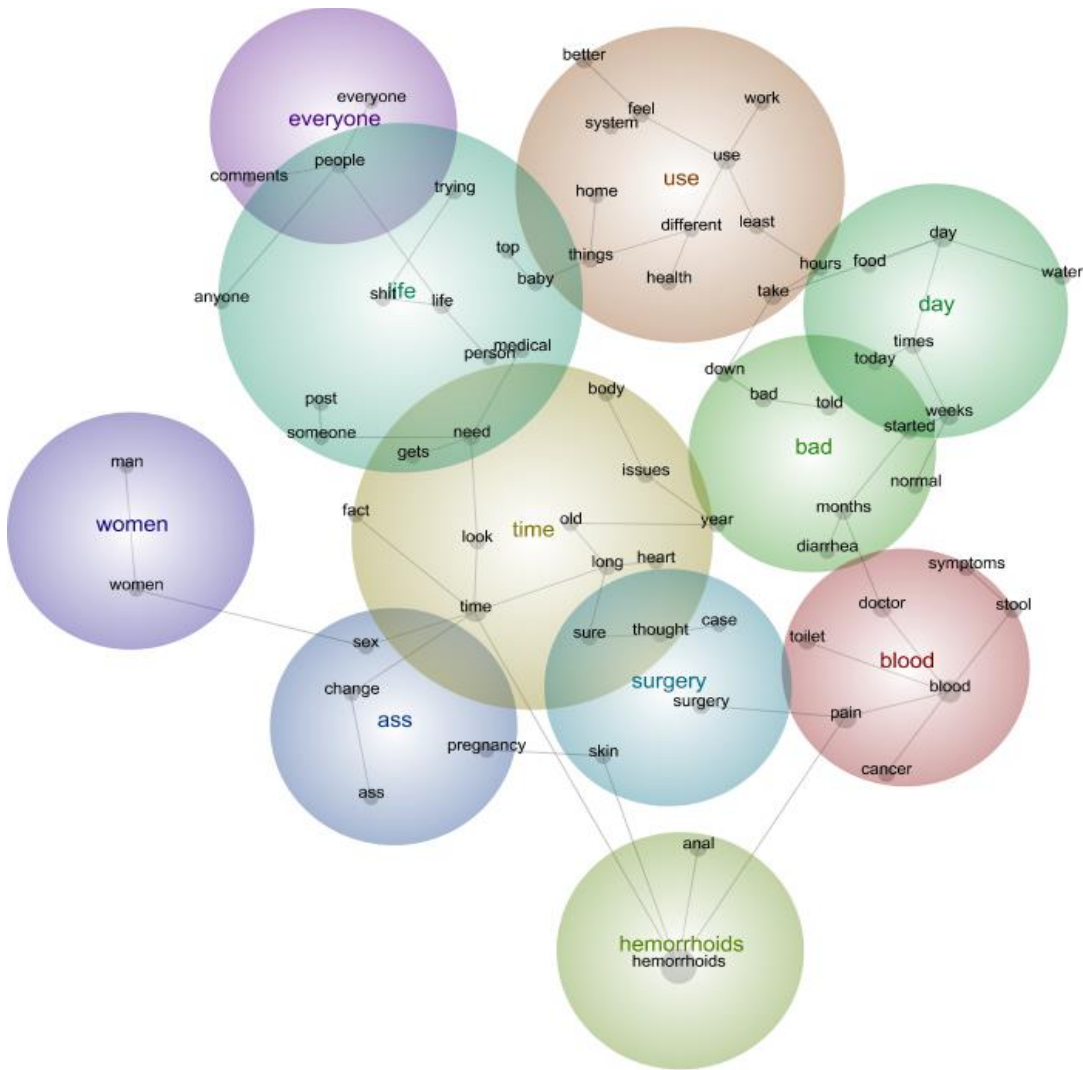 better
everyone
work
feel
everyone
system
use
people
comments
use
trying
home
least
different
day
top
things
food
hours
water
health
baby
take
anyone
shit
life
life
day
person
medical
times
today
down
body
bad
told
post
weeks
someone
need
started
gets
bad
man
issues
normal
fact
months
women
time
old
year
look
diarrhea
long
heart
symptoms
women
time
doctor
stool
sex
sure
thought
case
toilet
blood
change
surgery
blood
surgery
ass
pain
pregnancy
skin
cancer
ass
anal
hemorrhoids
hemorrhoids